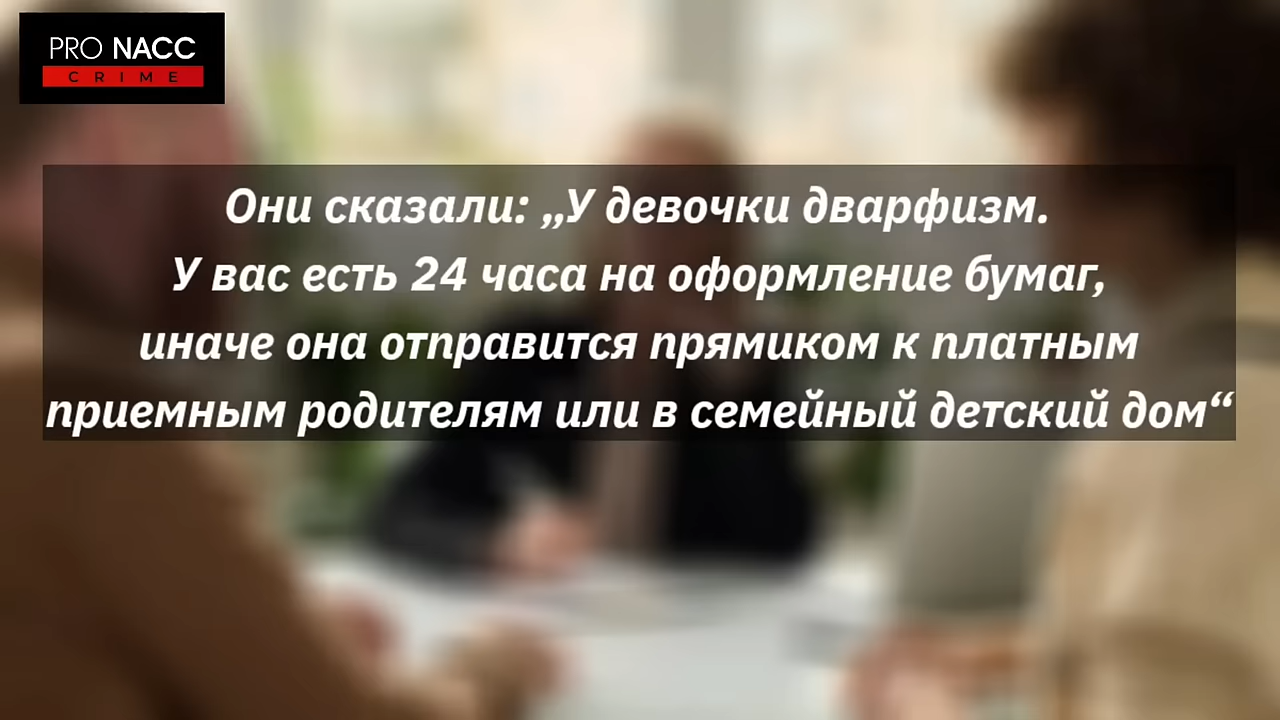 PRO NACC
CRIME
Они сказали: „У девочки дварфизм.
У вас есть 24 часа на оформление бумаг,
иначе она отправится прямиком к платным
приемным родителям или в семейный детский дом“